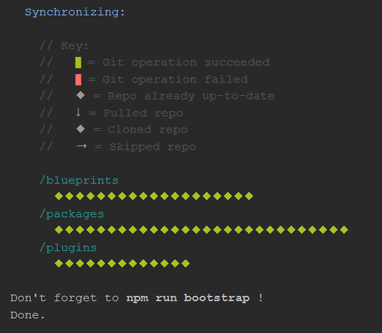 Synchronizing:
// Key:
// █ = Git operation succeeded
// █ = Git operation failed
// ◆ = Repo already up-to-date
// ↓ = Pulled repo
// ◆ = Cloned repo
// → = Skipped repo
/blueprints
◆◆◆◆◆◆◆◆◆◆◆◆◆◆◆◆◆◆
/packages
◆◆◆◆◆◆◆◆◆◆◆◆◆◆◆◆◆◆◆◆◆◆◆◆◆◆◆
/plugins
◆◆◆◆◆◆◆◆◆◆◆◆
Don't forget to npm run bootstrap !
Done.